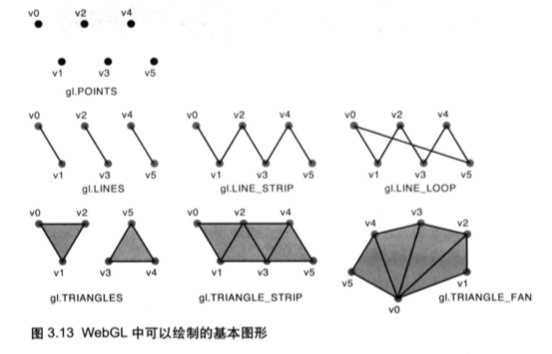 v0 v2 v4
v1 v3 v5
gl.POINTS
v0 v2 v4 v0 v2 v4 v0 v2 v4
v1 v3 v5 v1 v3 v5 v1 v3 v5
gl.LINES gl.LINE_STRIP gl.LINE_LOOP
v0 v2 v5 v0 v2 v4 v4 v3 v2
v1 v3 v4 v1 v3 v5 v5 v1
gl.TRIANGLES gl.TRIANGLE_STRIP v0 gl.TRIANGLE_FAN
图 3.13 WebGL 中可以绘制的基本图形